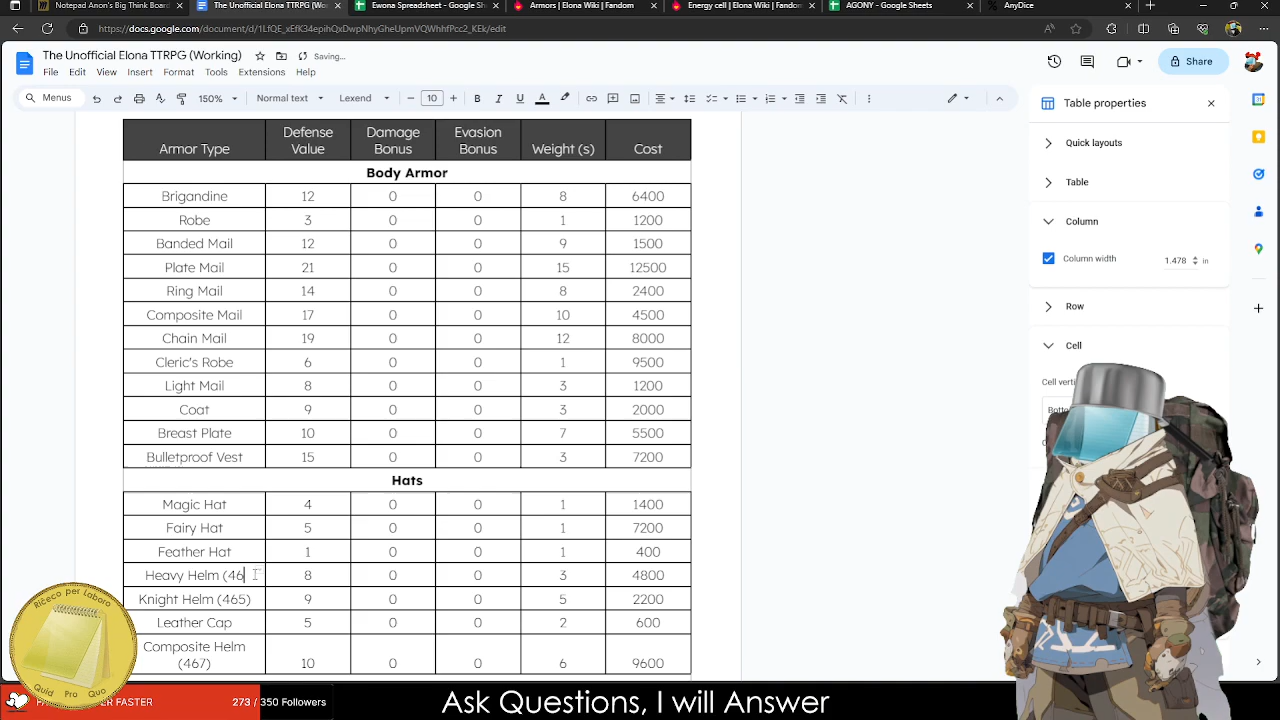 Notepad Anon's Big Think Board
The Unofficial Elona TTRPG (Wo
Ewona Spreadsheet - Google Sh
Armors | Elona Wiki | Fandom
Energy cell | Elona Wiki | Fandom
AGONY - Google Sheets
AnyDice
https://docs.google.com/document/d/1LfQE_xEfK34epihQxDwpNhyGheUpmVQWhhfPcc2_KEk/edit
The Unofficial Elona TTRPG (Working)
Saving...
File Edit View Insert Format Tools Extensions Help
Share
Menus
150%
Normal text
Lexend
10
Table properties
Quick layouts
Table
Column
Column width 1.478 in
Row
Cell
Cell verti
Bott
Armor Type Defense Value Damage Bonus Evasion Bonus Weight (s) Cost
Body Armor
Brigandine 12 0 0 8 6400
Robe 3 0 0 1 1200
Banded Mail 12 0 0 9 1500
Plate Mail 21 0 0 15 12500
Ring Mail 14 0 0 8 2400
Composite Mail 17 0 0 10 4500
Chain Mail 19 0 0 12 8000
Cleric's Robe 6 0 0 1 9500
Light Mail 8 0 0 3 1200
Coat 9 0 0 3 2000
Breast Plate 10 0 0 7 5500
Bulletproof Vest 15 0 0 3 7200
Hats
Magic Hat 4 0 0 1 1400
Fairy Hat 5 0 0 1 7200
Feather Hat 1 0 0 1 400
Heavy Helm (46 8 0 0 3 4800
Knight Helm (465) 9 0 0 5 2200
Leather Cap 5 0 0 2 600
Composite Helm (467) 10 0 0 6 9600
Riĉeco per Laboro
Quid Pro Quo
FASTER
273 / 350 Followers
Ask Questions, I will Answer